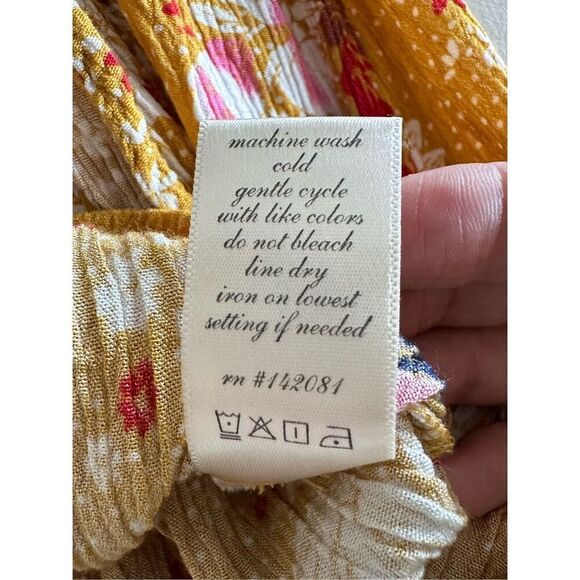 machine wash
cold
gentle cycle
with like colors
do not bleach
line dry
iron on lowest
setting if needed
rn #142081